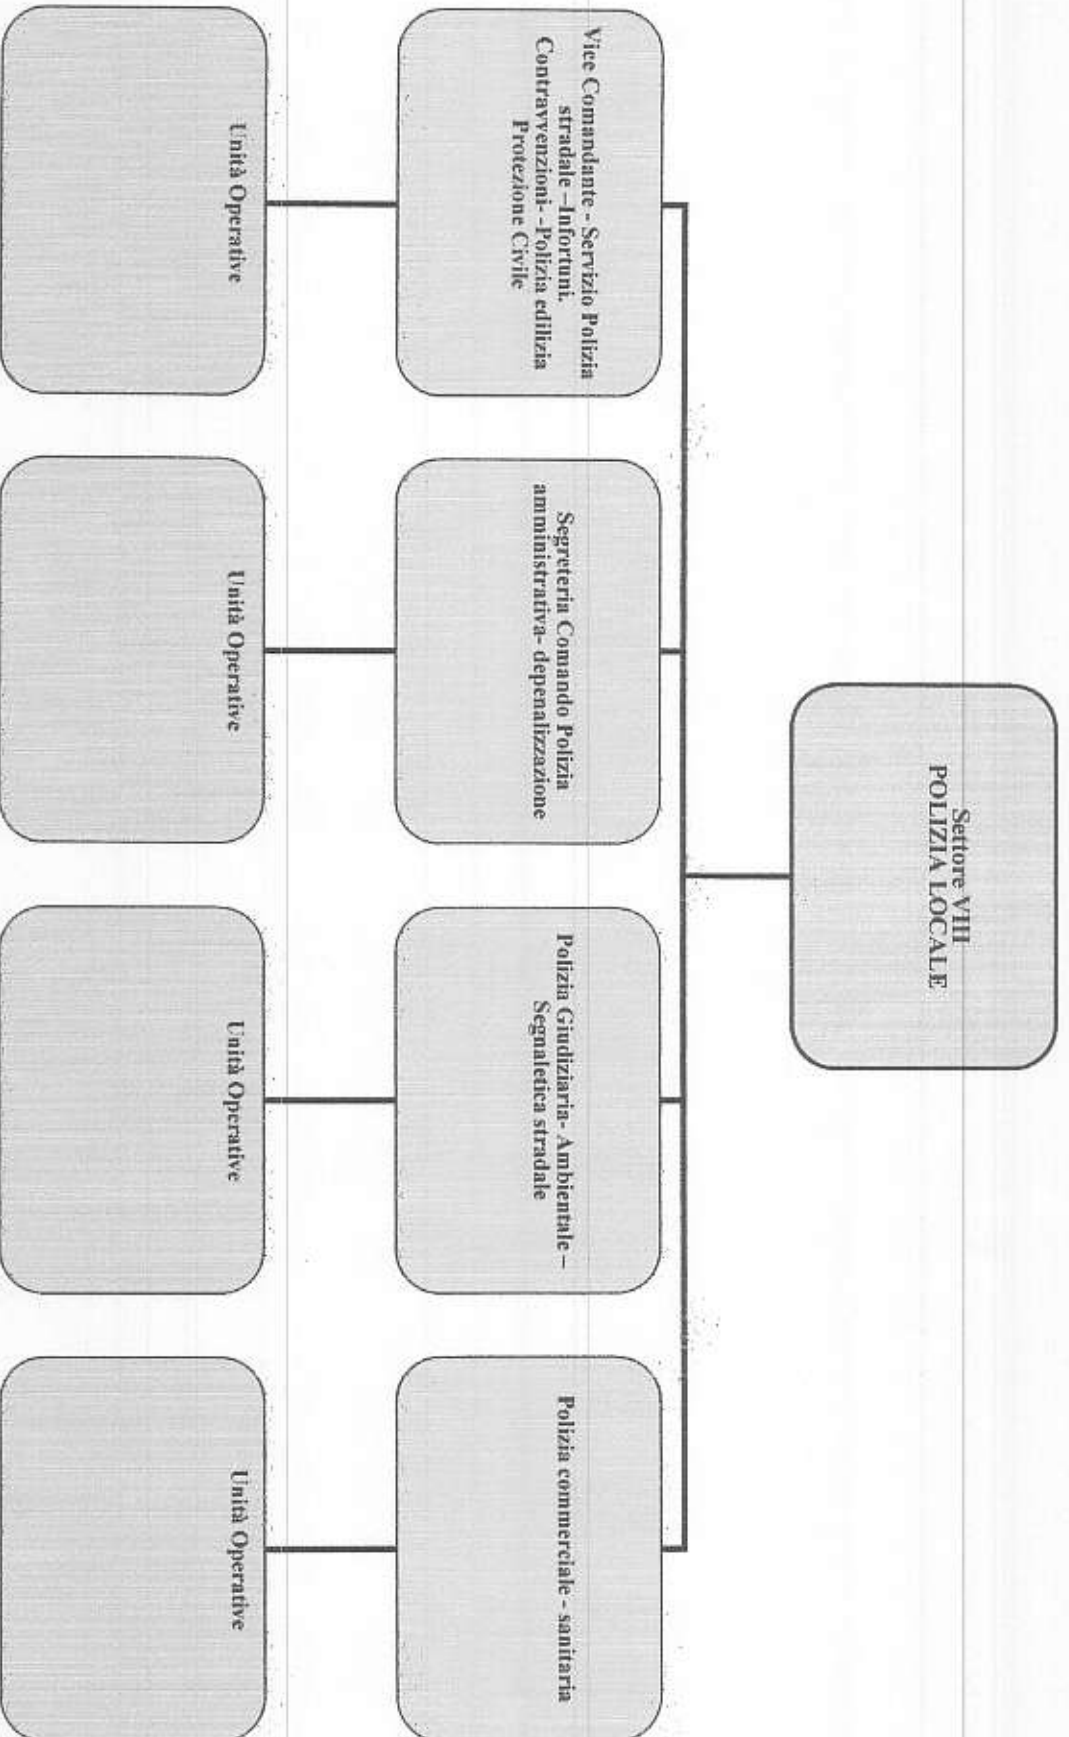 Settore VIII
POLIZIA LOCALE
Vice Comandante - Servizio Polizia
stradale –Infortuni.
Contravvenzioni- -Polizia edilizia
Protezione Civile
Segreteria Comando Polizia
amministrativa- depenalizzazione
Polizia Giudiziaria- Ambientale –
Segnaletica stradale
Polizia commerciale - sanitaria
Unità Operative
Unità Operative
Unità Operative
Unità Operative